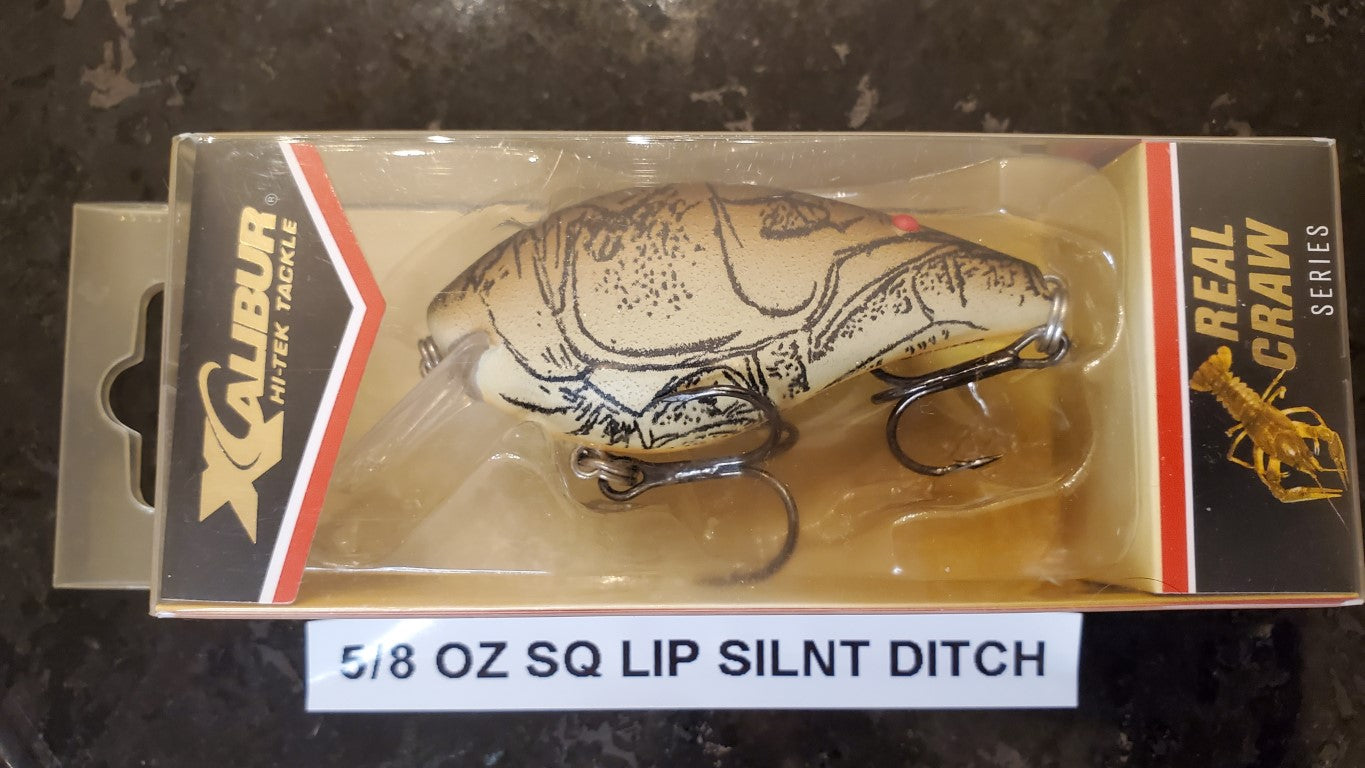 XCALIBUR®
HI-TEK TACKLE
REAL
CRAW
SERIES
5/8 OZ SQ LIP SILNT DITCH